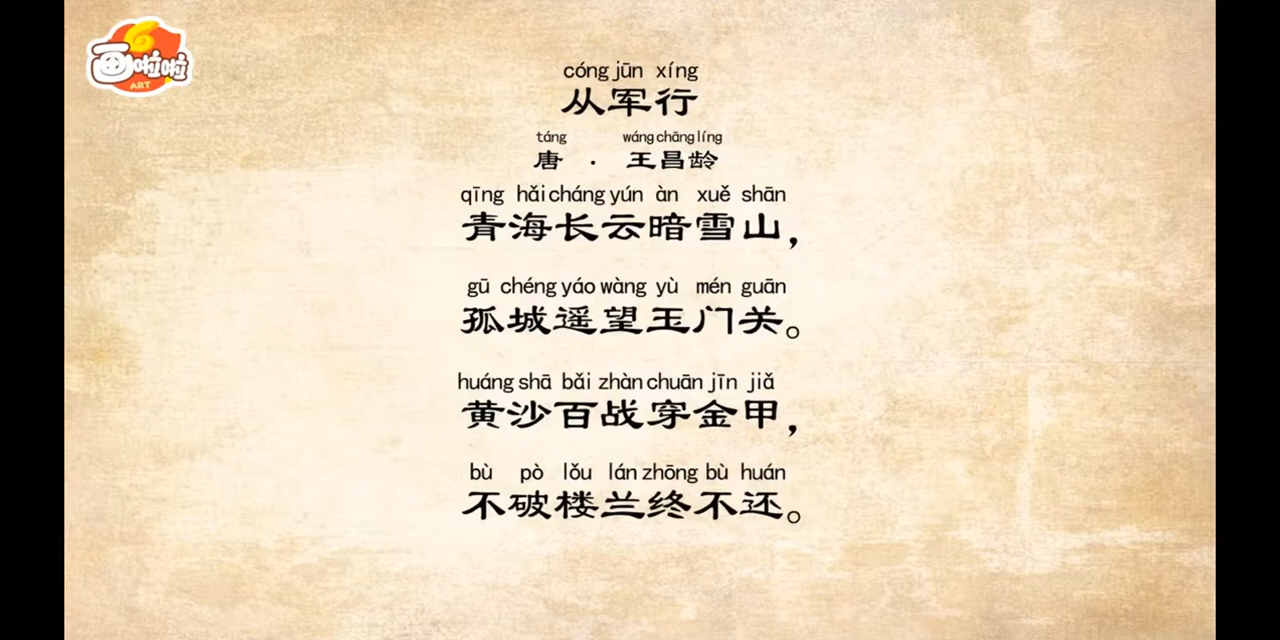 画啦啦
ART
cóng jūn xíng
从军行
táng wáng chāng líng
唐 · 王昌龄
qīng hǎi cháng yún àn xuě shān
青海长云暗雪山，
gū chéng yáo wàng yù mén guān
孤城遥望玉门关。
huáng shā bǎi zhàn chuān jīn jiǎ
黄沙百战穿金甲，
bù pò lǒu lán zhōng bù huán
不破楼兰终不还。